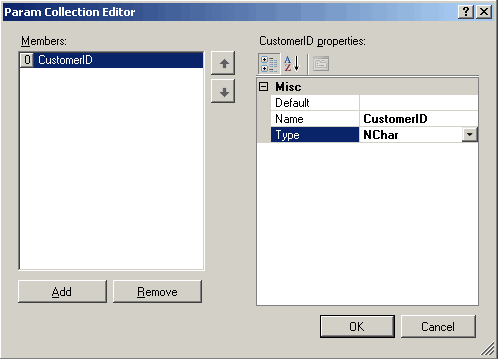 Param Collection Editor
Members:
0 CustomerID
Add
Remove
CustomerID properties:
Misc
Default
Name CustomerID
Type NChar
OK
Cancel